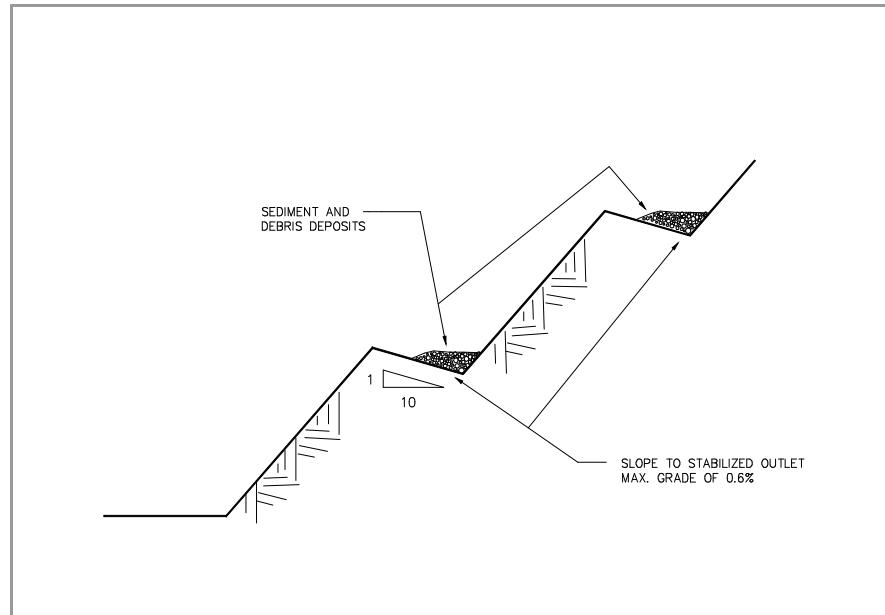 SEDIMENT AND
DEBRIS DEPOSITS
1
10
SLOPE TO STABILIZED OUTLET
MAX. GRADE OF 0.6%